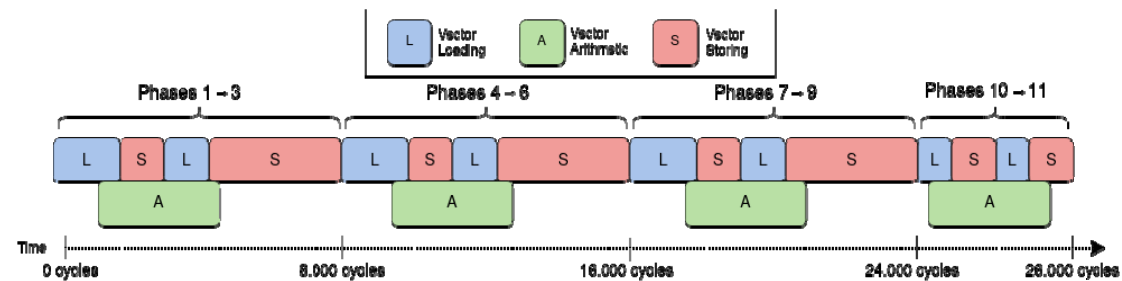 L Vector Loading
A Vector Arithmetic
S Vector Storing
Phases 1→3 Phases 4→6 Phases 7→9 Phases 10→11
L S L S L S L S L S L S L S L S
A A A A
Time
0 cycles 8.000 cycles 16.000 cycles 24.000 cycles 26.000 cycles